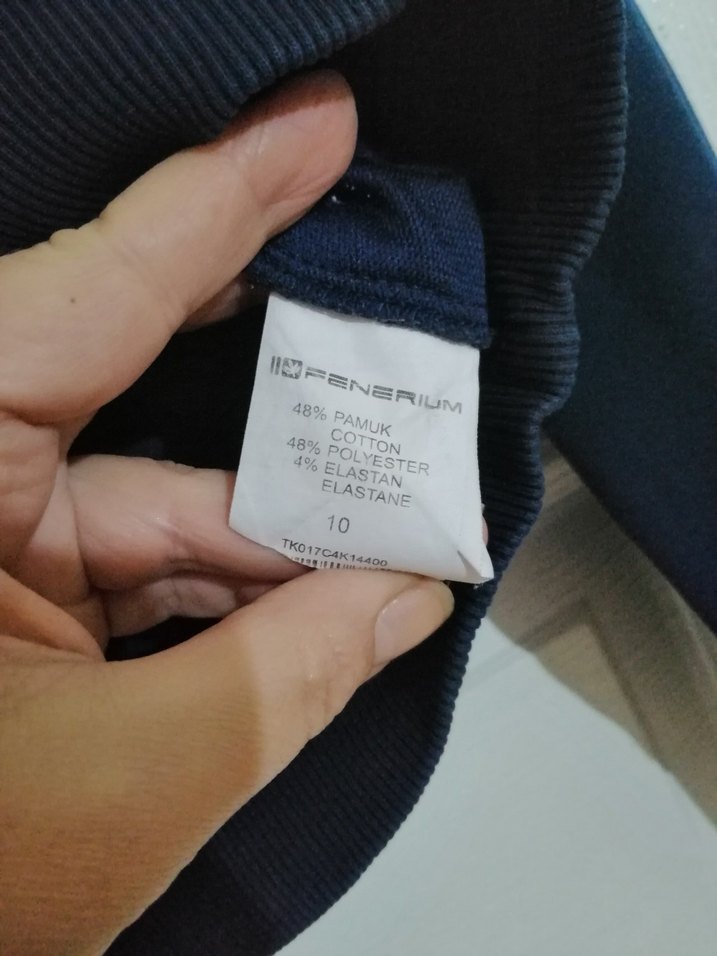 FENERIUM
48% PAMUK
COTTON
48% POLYESTER
4% ELASTAN
ELASTANE
10
TK017C4K14400